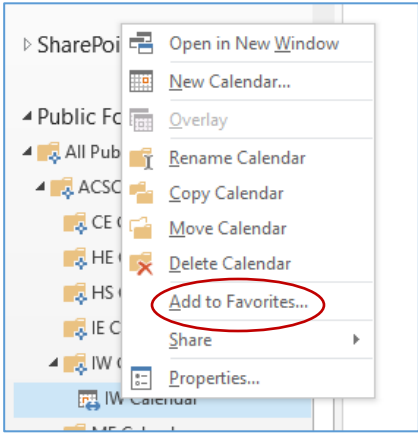 SharePoi
Open in New Window
New Calendar...
Public Fo
Overlay
All Pub
Rename Calendar
ACSC
Copy Calendar
CE
Move Calendar
HE
Delete Calendar
HS
Add to Favorites...
IE C
Share
IW
Properties...
IW Calendar